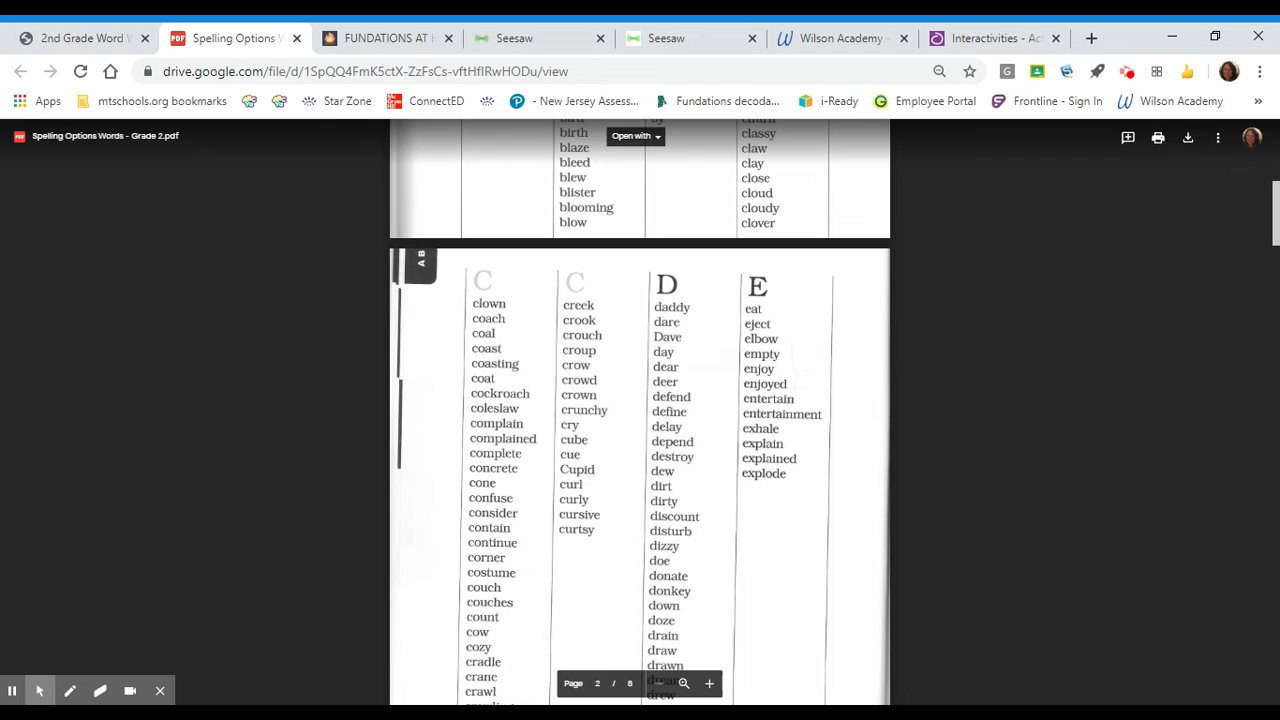 2nd Grade Word W
Spelling Options W
FUNDATIONS AT H
Seesaw
Seesaw
Wilson Academy -
Interactivities - Act
drive.google.com/file/d/1SpOQ4FmK5ctX-ZzfsCs-vftHflRwHODu/view
Apps
mtschools.org bookmarks
Star Zone
ConnectED
- New Jersey Assess...
Fundations decoda...
i-Ready
Employee Portal
Frontline - Sign In
Wilson Academy
»
PDF Spelling Options Words - Grade 2.pdf
Open with
bird
birth
blaze
bleed
blew
blister
blooming
blow
by
churn
classy
claw
clay
close
cloud
cloudy
clover
A B
C
clown
coach
coal
coast
coasting
coat
cockroach
coleslaw
complain
complained
complete
concrete
cone
confuse
consider
contain
continue
corner
costume
couch
couches
count
cow
cozy
cradle
crane
crawl
C
creek
crook
crouch
croup
crow
crowd
crown
crunchy
cry
cube
cue
Cupid
curl
curly
cursive
curtsy
D
daddy
dare
Dave
day
dear
deer
defend
define
delay
depend
destroy
dew
dirt
dirty
discount
disturb
dizzy
doe
donate
donkey
down
doze
drain
draw
drawn
drew
E
eat
eject
elbow
empty
enjoy
enjoyed
entertain
entertainment
exhale
explain
explained
explode
Page 2 / 8